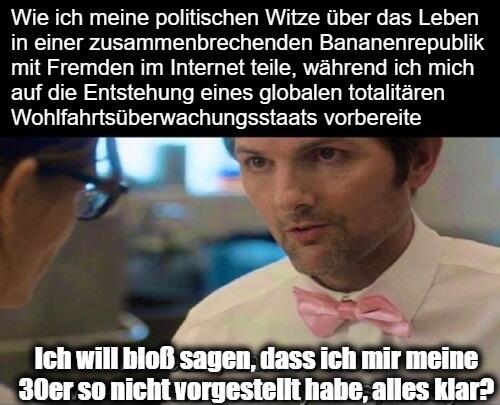 Wie ich meine politischen Witze über das Leben
in einer zusammenbrechenden Bananenrepublik
mit Fremden im Internet teile, während ich mich
auf die Entstehung eines globalen totalitären
Wohlfahrtsüberwachungsstaats vorbereite
Ich will bloß sagen, dass ich mir meine
30er so nicht vorgestellt habe, alles klar?